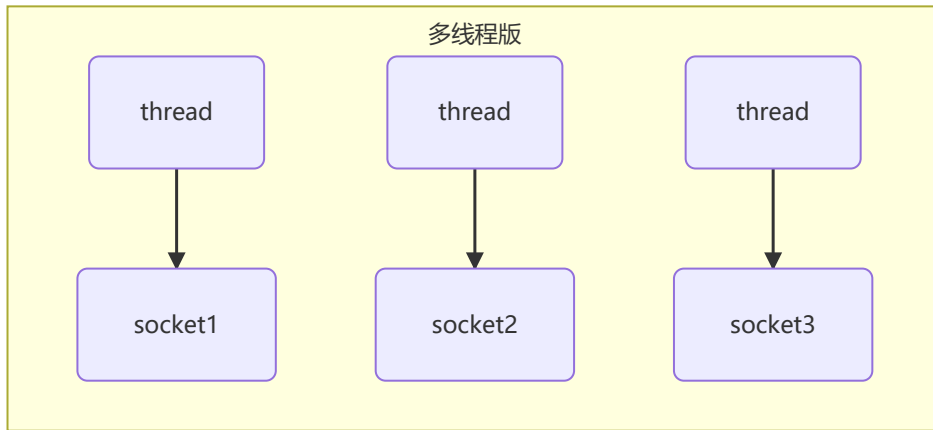 多线程版
thread
thread
thread
socket1
socket2
socket3